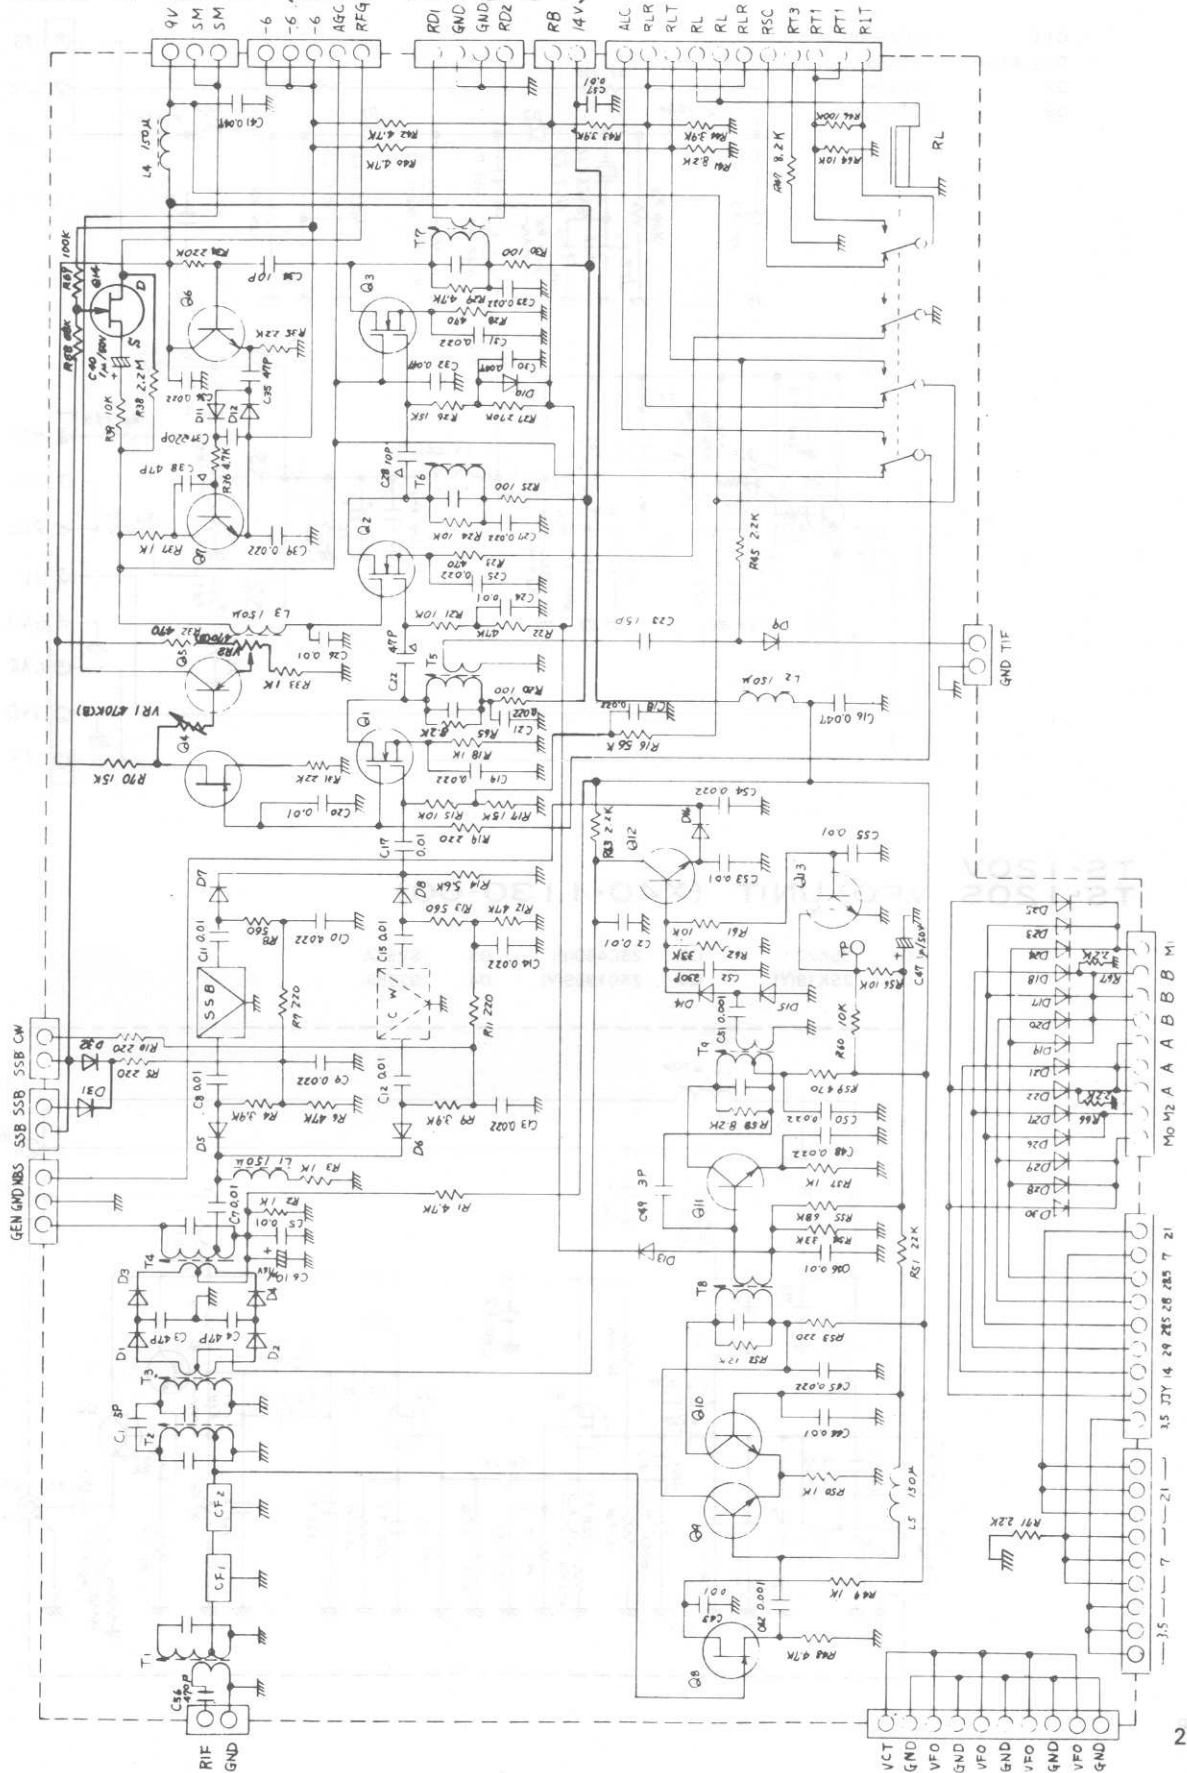 9V
SM
SM
-6
-6
-6
AGC
RFG
RD1
GND
GND
RD2
RB
14V
ALC
RLR
RLT
RL
RL
RLR
RSC
RT3
RT1
RT1
RIT
L4 150μ
C41 0.047
R42 4.7K
R40 4.7K
C57 0.01
R43 3.9K
R44 3.9K
R41 8.2K
R47 8.2K
R46 100K
R64 10K
RL
R69 100K
Q14
D
S
R68 68K
C40 1μ/50V
+
R39 10K
R38 2.2M
R34 220K
Q6
C36 10P
R35 2.2K
C35 47P
D11
D12
C37 220P
C38 47P
R36 4.7K
Q7
R37 1K
C39 0.022
Q3
T7
R30 100
R29 4.7K
C33 0.022
R28 470
C31 0.022
C30 0.047
C32 0.047
D10
R26 15K
R27 270K
C28 10P
T6
R25 100
R24 10K
C27 0.022
Q2
R23 470
C25 0.022
C24 0.01
R21 10K
R22 47K
R45 2.2K
L3 150μ
C26 0.01
R32 470
VR2 470(B)
Q5
R33 1K
VR1 470K(B)
Q4
R70 15K
R31 22K
C20 0.01
C22 47P
T5
R20 100
C21 0.022
R65 8.2K
Q1
R18 1K
C19 0.022
C18 0.022
R16 56K
C23 15P
D9
L2 150μ
C16 0.047
GND TIF
R15 10K
R17 15K
R19 220
C17 0.01
D7
D8
R14 5.6K
R13 560
R12 47K
C14 0.022
R8 560
C10 0.022
C11 0.01
C15 0.01
SSB
CW
R7 220
R11 220
C8 0.01
C9 0.022
C12 0.01
R4 3.9K
R6 47K
R9 3.9K
C13 0.022
D5
D6
SSB CW
R10 220
D32
R5 220
SSB SSB
D31
GEN GND NBS
L1 150μ
R3 1K
C7 0.01
R2 1K
C5 0.01
R1 4.7K
T4
D3
D4
C3 47P
C4 47P
D1
D2
T3
C1 5P
T2
CF2
CF1
T1
C56 470P
RIF
GND
R63 2.2K
Q12
D16
C54 0.022
C53 0.01
C2 0.01
R61 10K
R62 33K
C52 330P
D14
D15
Q13
C55 0.01
TP
R56 10K
C47 1μ/50V
R60 10K
C51 0.001
T9
R59 470
C50 0.022
R58 8.2K
C48 0.022
Q11
R57 1K
C49 3P
R55 68K
R54 33K
C46 0.01
R51 22K
D13
T8
R53 220
R52 12K
C45 0.022
Q10
C44 0.01
Q9
R50 1K
L5 150μ
R49 1K
C43 0.01
C42 0.001
Q8
R48 4.7K
D25
D23
D24
D18
D17
D20
D19
D21
D22
D27
D26
D29
D28
D30
2.2K
R67
2.2K
R66
M1
B
B
B
A
A
A
M2
M0
21
7
28.5
28
29
14
JJY
3.5
R71 2.2K
21
7
3.5
VCT
GND
VFO
GND
VFO
GND
VFO
GND
VFO
GND
2